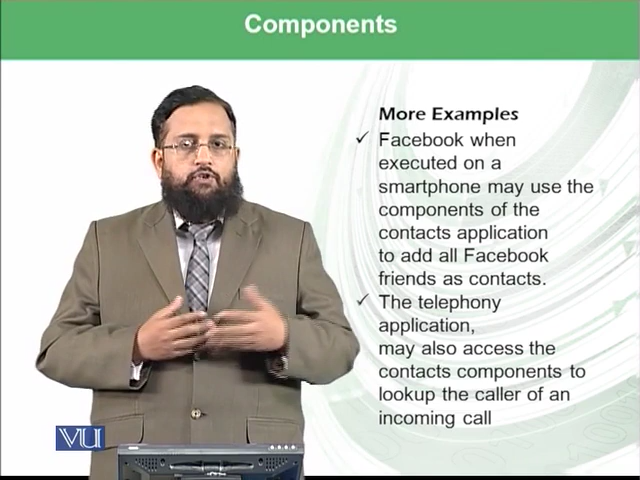 Components
More Examples
✓ Facebook when
executed on a
smartphone may use the
components of the
contacts application
to add all Facebook
friends as contacts.
✓ The telephony
application,
may also access the
contacts components to
lookup the caller of an
incoming call
VU